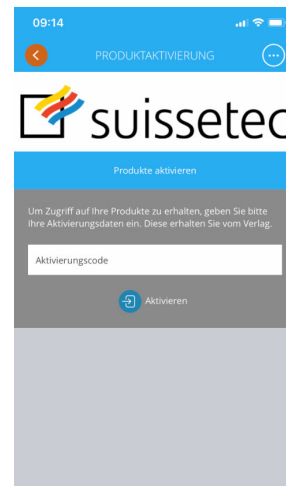 09:14
PRODUKTAKTIVIERUNG
suissetec
Produkte aktivieren
Um Zugriff auf Ihre Produkte zu erhalten, geben Sie bitte
Ihre Aktivierungsdaten ein. Diese erhalten Sie vom Verlag.
Aktivierungscode
Aktivieren